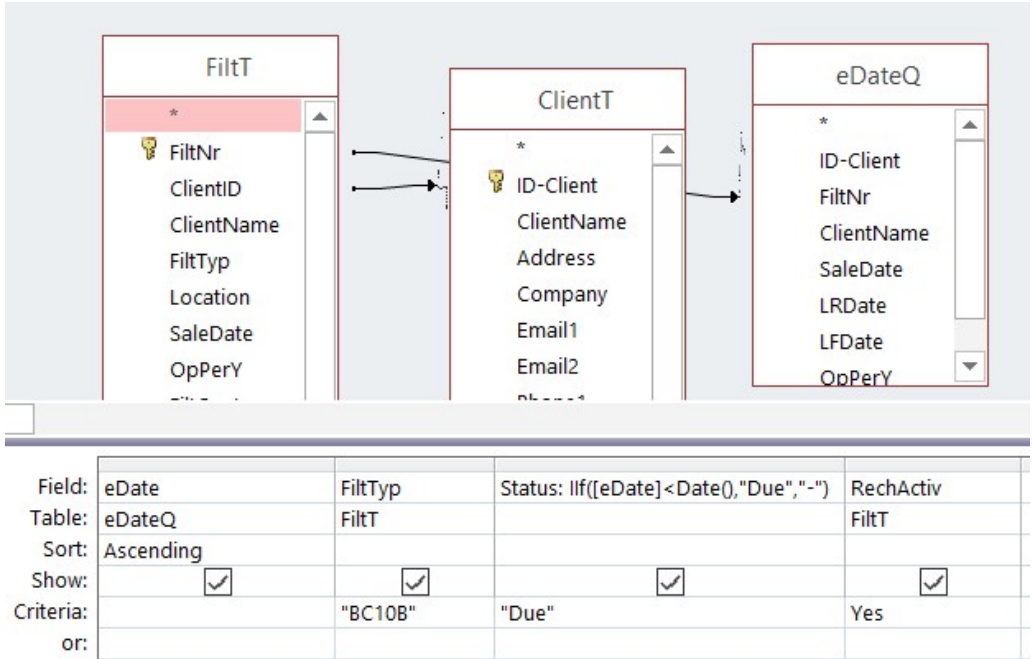 FiltT
*
FiltNr
ClientID
ClientName
FiltTyp
Location
SaleDate
OpPerY
ClientT
*
ID-Client
ClientName
Address
Company
Email1
Email2
eDateQ
*
ID-Client
FiltNr
ClientName
SaleDate
LRDate
LFDate
OpPerY
Field: eDate FiltTyp Status: IIf([eDate]<Date(),"Due","-") RechActiv
Table: eDateQ FiltT FiltT
Sort: Ascending
Show:
Criteria: "BC10B" "Due" Yes
or: